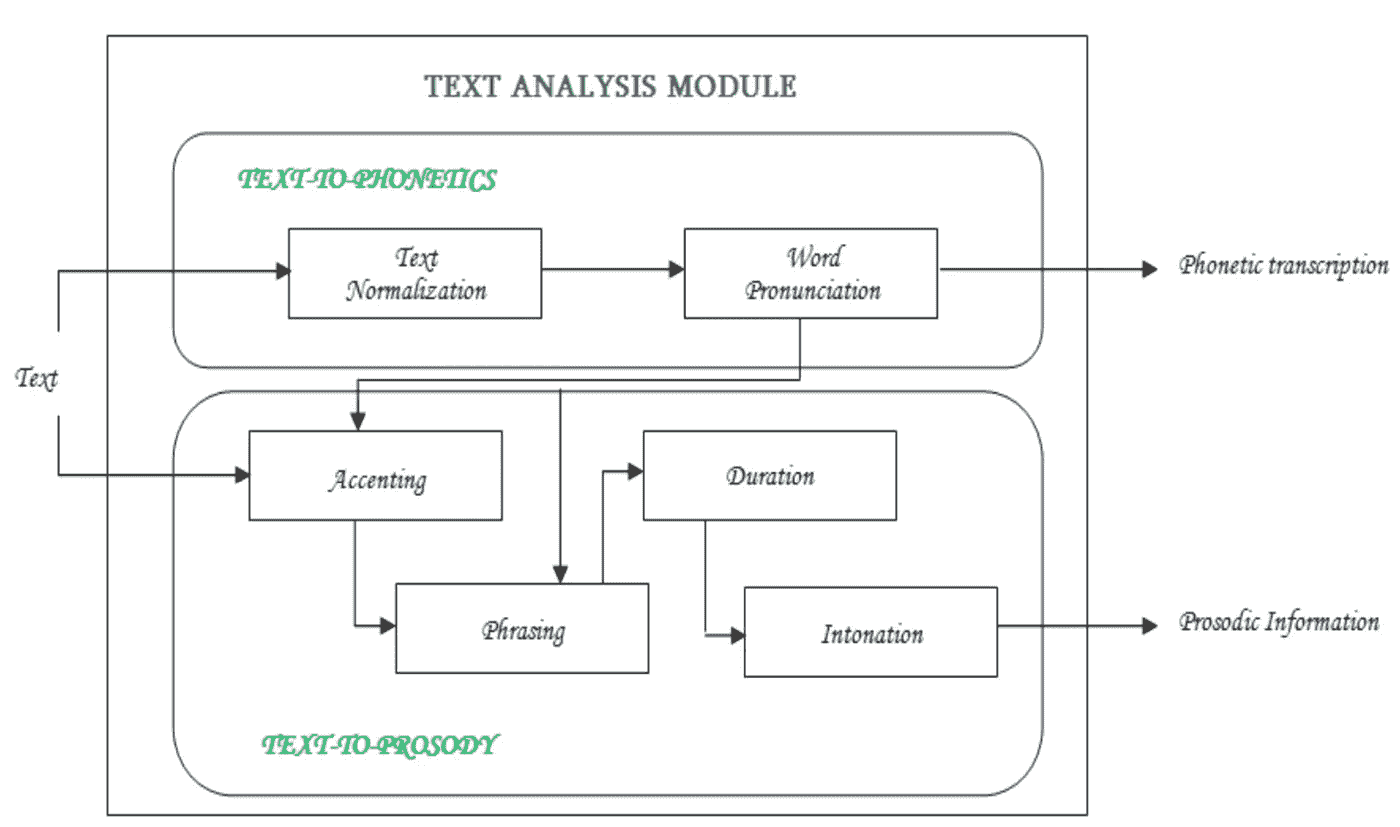 TEXT ANALYSIS MODULE
TEXT-TO-PHONETICS
Text
Normalization
Word
Pronunciation
Phonetic transcription
Text
Accenting
Duration
Phrasing
Intonation
Prosodic Information
TEXT-TO-PROSODY